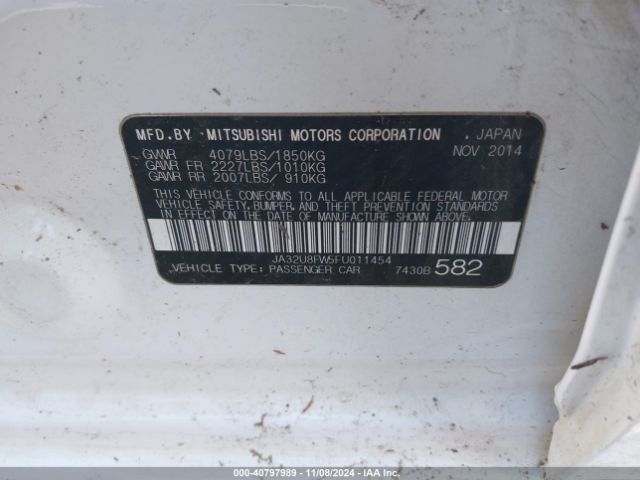 MFD.BY MITSUBISHI MOTORS CORPORATION JAPAN
GVWR 4079LBS/1850KG NOV 2014
GAWR FR 2227LBS/1010KG
GAWR RR 2007LBS/ 910KG
THIS VEHICLE CONFORMS TO ALL APPLICABLE FEDERAL MOTOR
VEHICLE SAFETY, BUMPER, AND THEFT PREVENTION STANDARDS
IN EFFECT ON THE DATE OF MANUFACTURE SHOWN ABOVE.
JA32U8FW5FU011454
VEHICLE TYPE: PASSENGER CAR 7430B 582
000-40797989 - 11/08/2024 - IAA Inc.